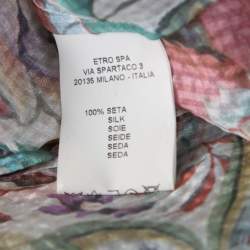 ETRO SPA
VIA SPARTACO 3
20135 MILANO - ITALIA
100% SETA
SILK
SOIE
SEIDE
SEDA
SEDA